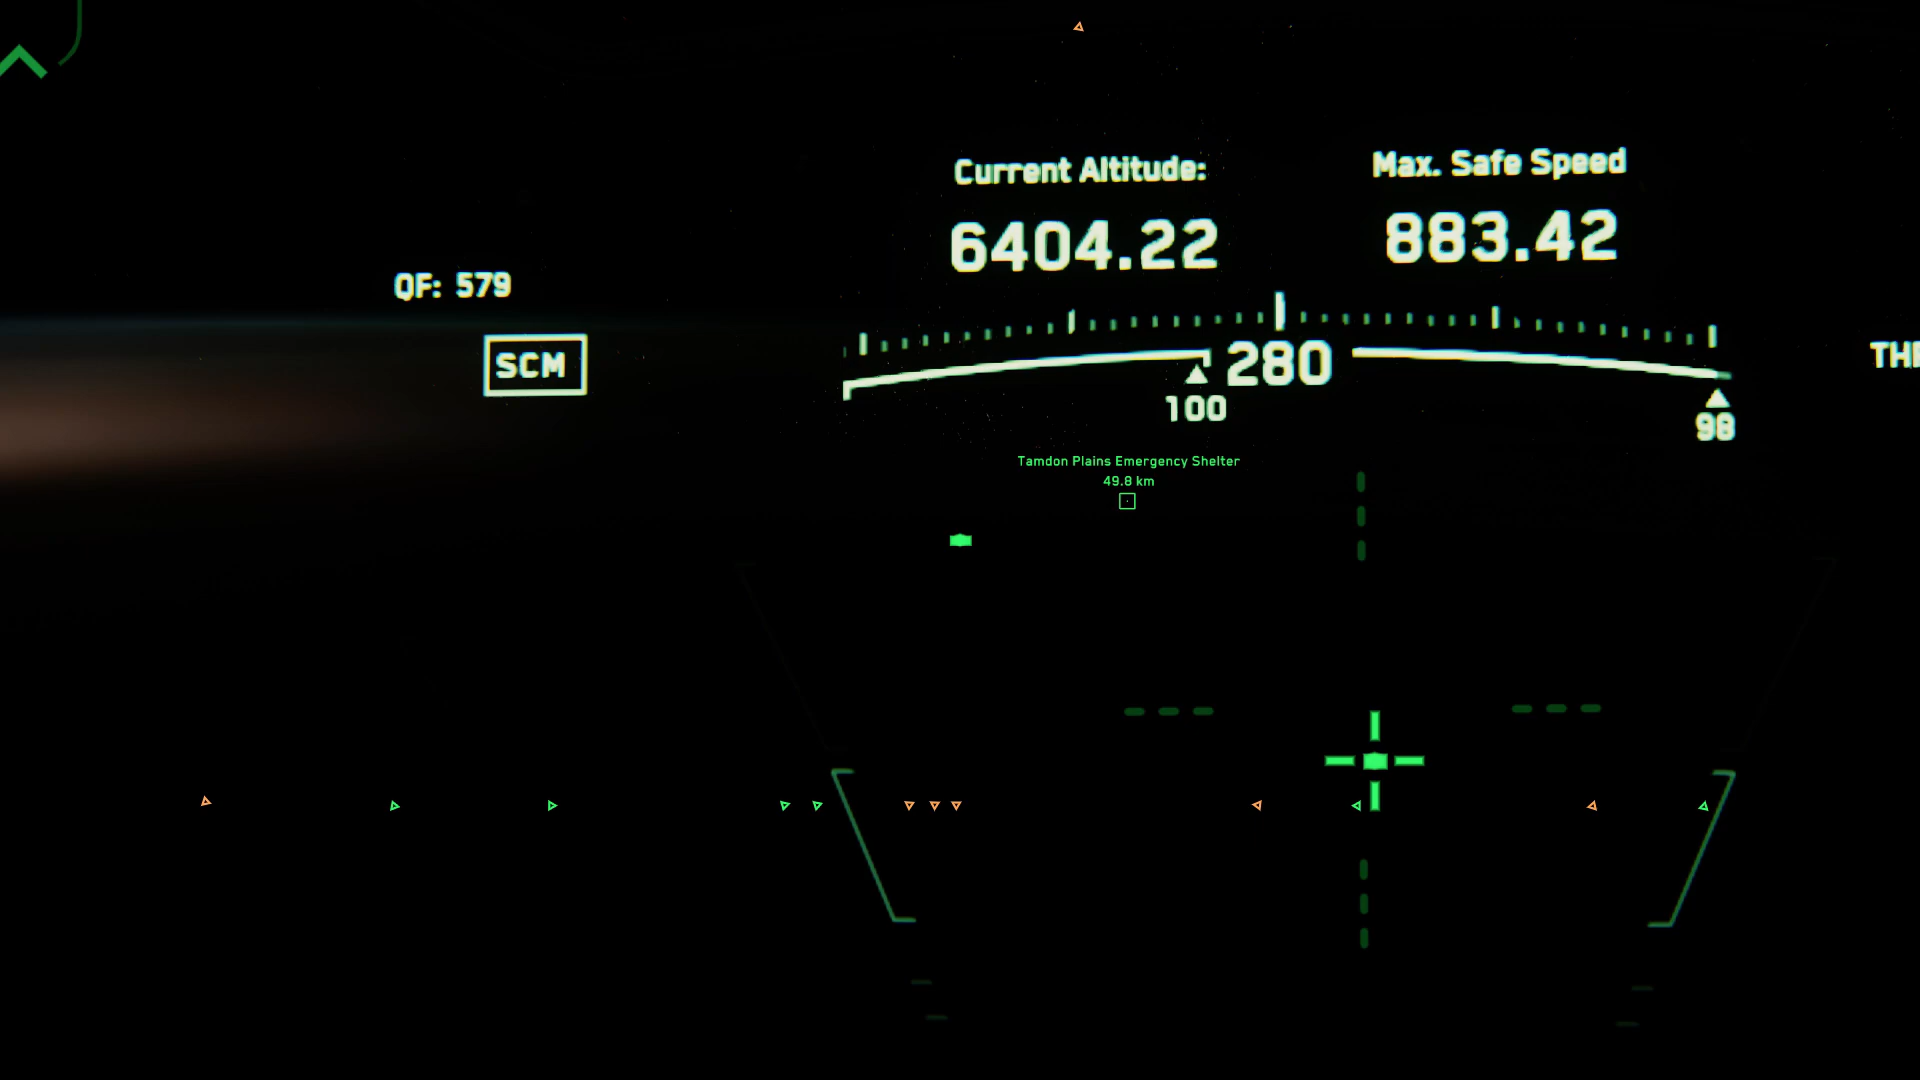 Current Altitude:
Max. Safe Speed
6404.22
883.42
QF: 579
SCM
280
100
98
Tamdon Plains Emergency Shelter
49.8 km